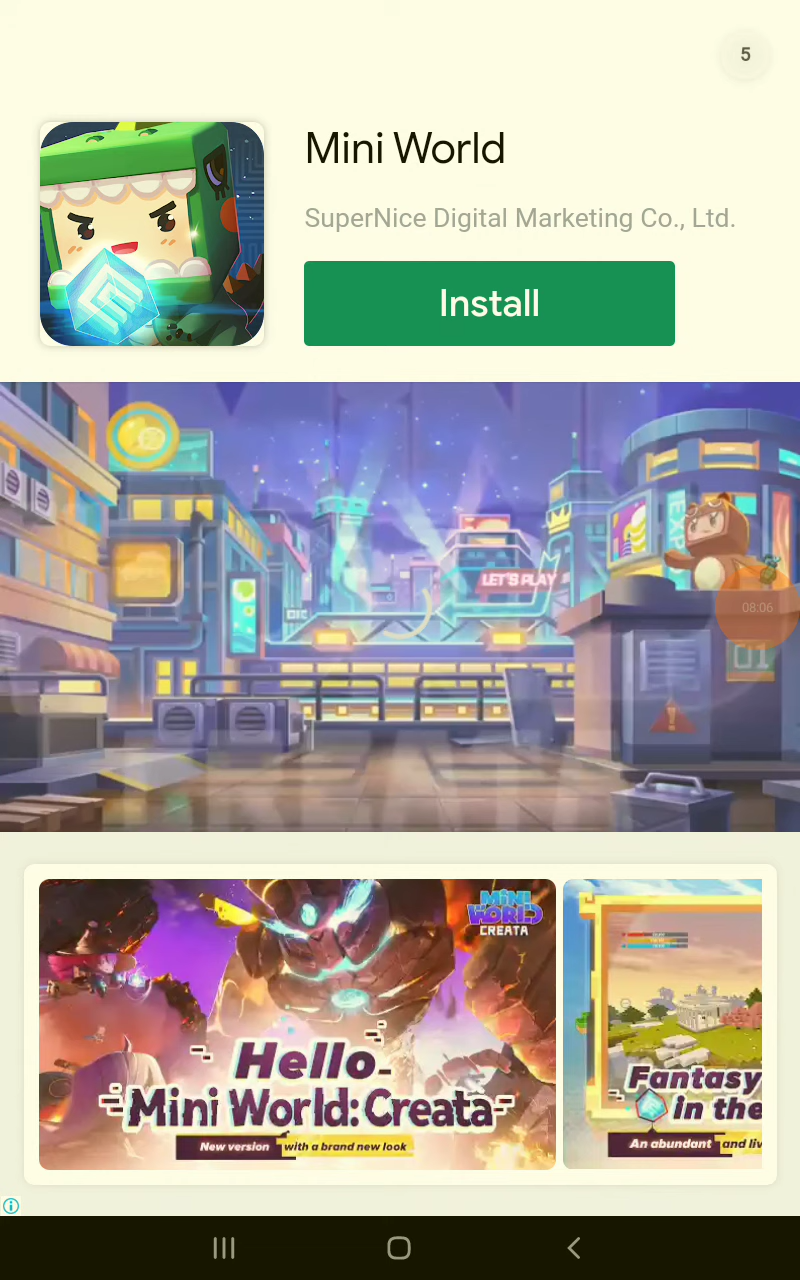 5
Mini World
SuperNice Digital Marketing Co., Ltd.
Install
LET'S PLAY
EXP
08:06
01
MINI
WORLD
CREATA
Hello
Mini World: Creata
New version with a brand new look
Fantasy
in the
An abundant and liv